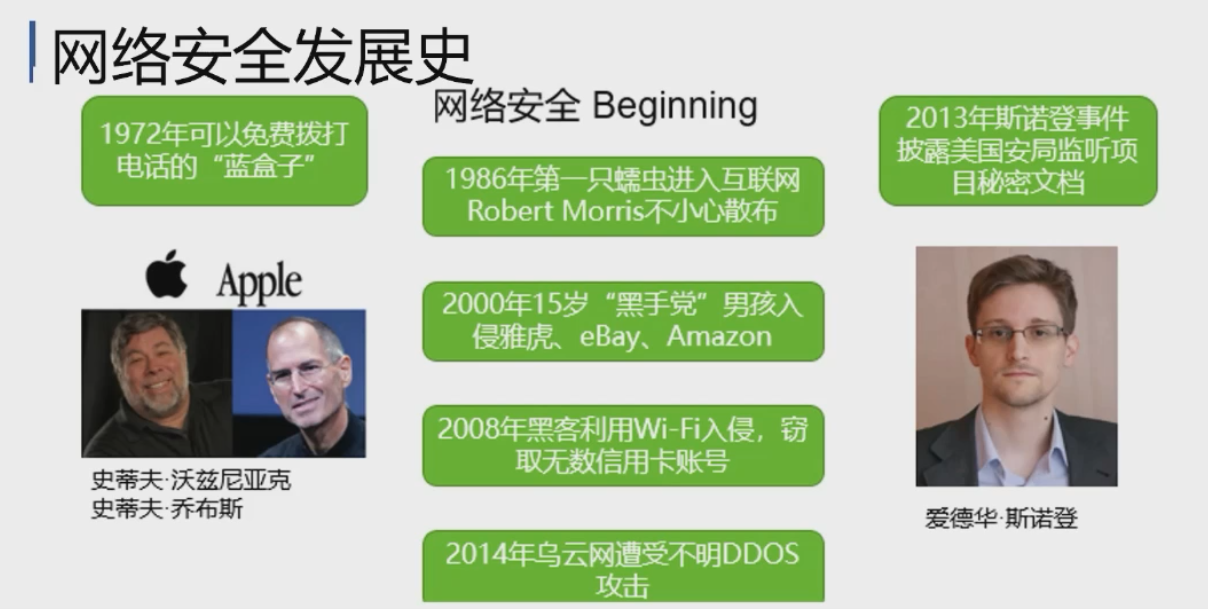 网络安全发展史
网络安全 Beginning
1972年可以免费拨打
电话的“蓝盒子”
Apple
史蒂夫·沃兹尼亚克
史蒂夫·乔布斯
1986年第一只蠕虫进入互联网
Robert Morris不小心散布
2000年15岁“黑手党”男孩入
侵雅虎、eBay、Amazon
2008年黑客利用Wi-Fi入侵，窃
取无数信用卡账号
2014年乌云网遭受不明DDOS
攻击
2013年斯诺登事件
披露美国安局监听项
目秘密文档
爱德华·斯诺登